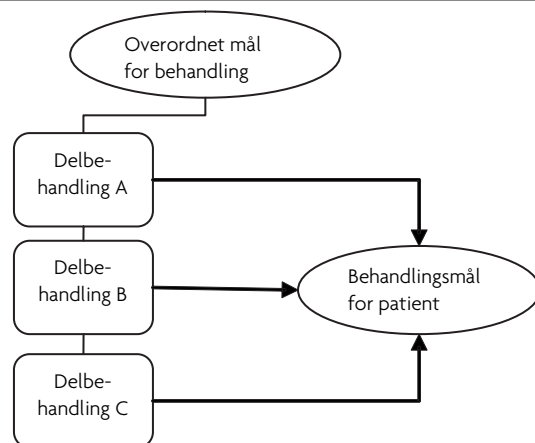 Overordnet mål
for behandling
Delbe-
handling A
Delbe-
handling B
Behandlingsmål
for patient
Delbe-
handling C